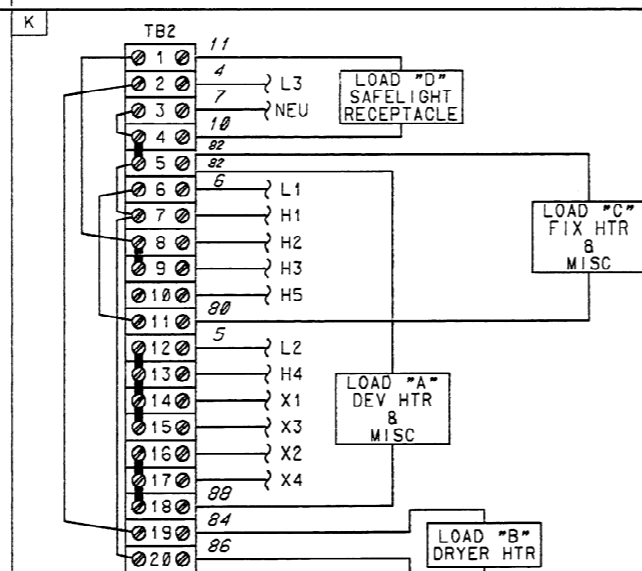 K
TB2
1 11
2 4 L3
3 7 NEU
4 10
82
5 92
6 6 L1
7 H1
8 H2
9 H3
10 H5
11 80
12 5 L2
13 H4
14 X1
15 X3
16 X2
17 X4
18 88
19 84
20 86
LOAD "D"
SAFELIGHT
RECEPTACLE
LOAD "C"
FIX HTR
&
MISC
LOAD "A"
DEV HTR
&
MISC
LOAD "B"
DRYER HTR